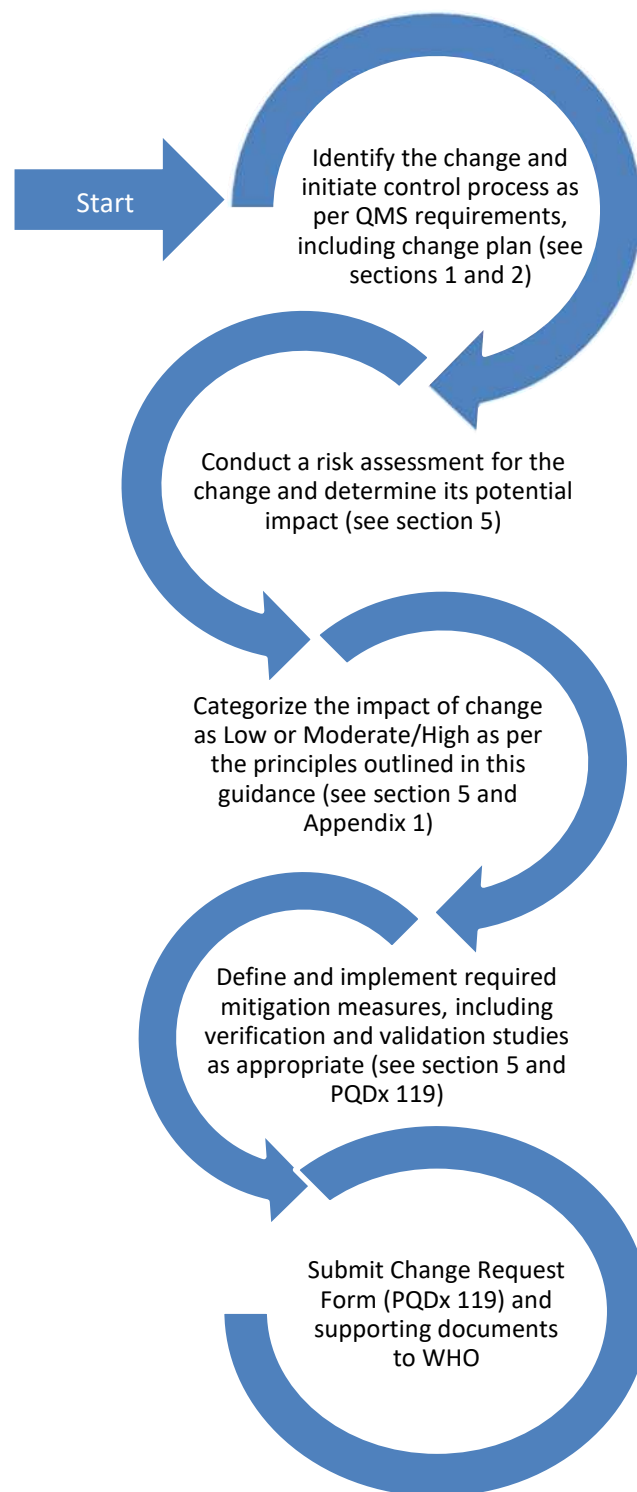 Start
Identify the change and
initiate control process as
per QMS requirements,
including change plan (see
sections 1 and 2)
Conduct a risk assessment for the
change and determine its potential
impact (see section 5)
Categorize the impact of change
as Low or Moderate/High as per
the principles outlined in this
guidance (see section 5 and
Appendix 1)
Define and implement required
mitigation measures, including
verification and validation studies
as appropriate (see section 5 and
PQDx 119)
Submit Change Request
Form (PQDx 119) and
supporting documents
to WHO